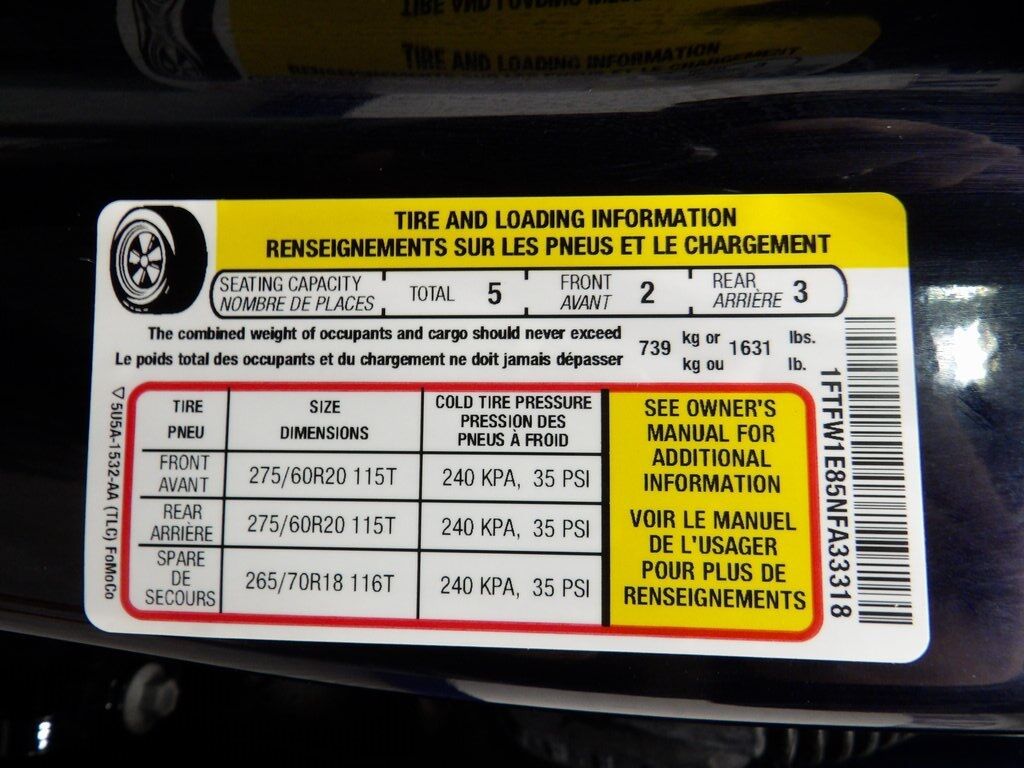 TIRE AND LOADING INFORMATION
TIRE AND LOADING INFORMATION
RENSEIGNEMENTS SUR LES PNEUS ET LE CHARGEMENT
SEATING CAPACITY
NOMBRE DE PLACES
TOTAL 5
FRONT
AVANT 2
REAR
ARRIÈRE 3
The combined weight of occupants and cargo should never exceed
Le poids total des occupants et du chargement ne doit jamais dépasser
739 kg or 1631 lbs.
kg ou lb.
TIRE
PNEU
SIZE
DIMENSIONS
COLD TIRE PRESSURE
PRESSION DES
PNEUS À FROID
FRONT
AVANT
275/60R20 115T
240 KPA, 35 PSI
REAR
ARRIÈRE
275/60R20 115T
240 KPA, 35 PSI
SPARE
DE
SECOURS
265/70R18 116T
240 KPA, 35 PSI
SEE OWNER'S
MANUAL FOR
ADDITIONAL
INFORMATION
VOIR LE MANUEL
DE L'USAGER
POUR PLUS DE
RENSEIGNEMENTS
5U5A-1532-AA (TLC) FoMoCo
1FTFW1E85NFA33318